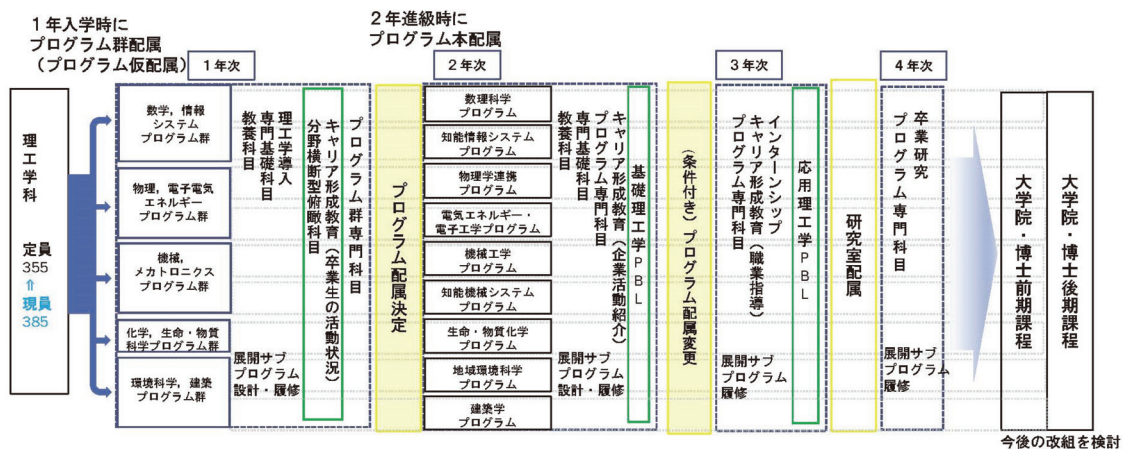 1年入学時に
プログラム群配属
（プログラム仮配属）
1年次
2年進級時に
プログラム本配属
2年次
3年次
4年次
理工学科
定員
355
⇑
現員
385
数学，情報
システム
プログラム群
物理，電子電気
エネルギー
プログラム群
機械，
メカトロニクス
プログラム群
化学，生命・物質
科学プログラム群
環境科学，建築
プログラム群
教養科目
専門基礎科目
理工学導入
分野横断型俯瞰科目
キャリア形成教育（卒業生の活動状況）
プログラム群専門科目
展開サブ
プログラム
設計・履修
プログラム配属決定
数理科学
プログラム
知能情報システム
プログラム
物理学連携
プログラム
電気エネルギー・
電子工学プログラム
機械工学
プログラム
知能機械システム
プログラム
生命・物質化学
プログラム
地域環境科学
プログラム
建築学
プログラム
教養科目
専門基礎科目
プログラム専門科目
キャリア形成教育（企業活動紹介）
基礎理工学PBL
展開サブ
プログラム
設計・履修
（条件付き）プログラム配属変更
プログラム専門科目
キャリア形成教育（職業指導）
インターンシップ
応用理工学PBL
展開サブ
プログラム
履修
研究室配属
プログラム専門科目
卒業研究
展開サブ
プログラム
履修
大学院・博士前期課程
大学院・博士後期課程
今後の改組を検討